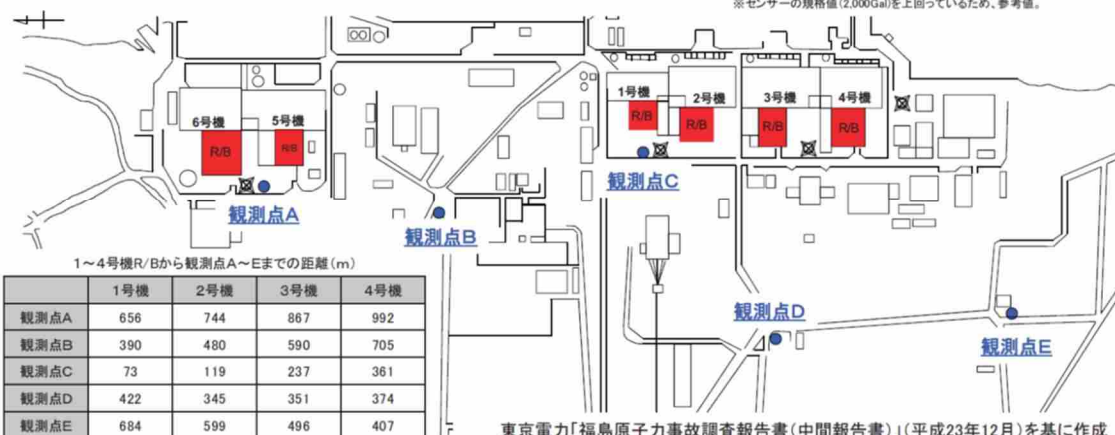 ※センサーの規格値(2,000Gal)を上回っているため、参考値。
6号機
5号機
R/B
R/B
1号機
2号機
3号機
4号機
R/B
R/B
R/B
R/B
観測点A
観測点B
観測点C
観測点D
観測点E
1~4号機R/Bから観測点A~Eまでの距離(m)
1号機 2号機 3号機 4号機
観測点A 656 744 867 992
観測点B 390 480 590 705
観測点C 73 119 237 361
観測点D 422 345 351 374
観測点E 684 599 496 407
東京電力「福島原子力事故調査報告書(中間報告書)」(平成23年12月)を基に作成